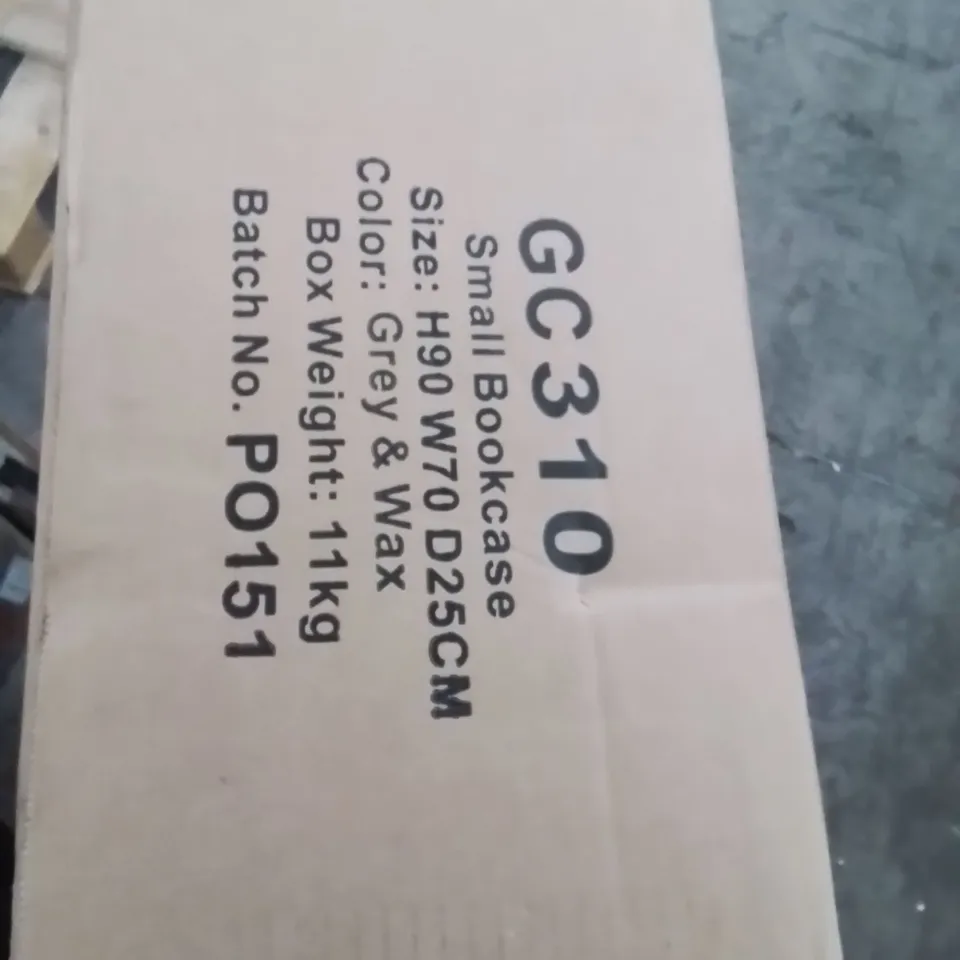 GC310
Small Bookcase
Size: H90 W70 D25CM
Color: Grey & Wax
Box Weight: 11kg
Batch No. PO151